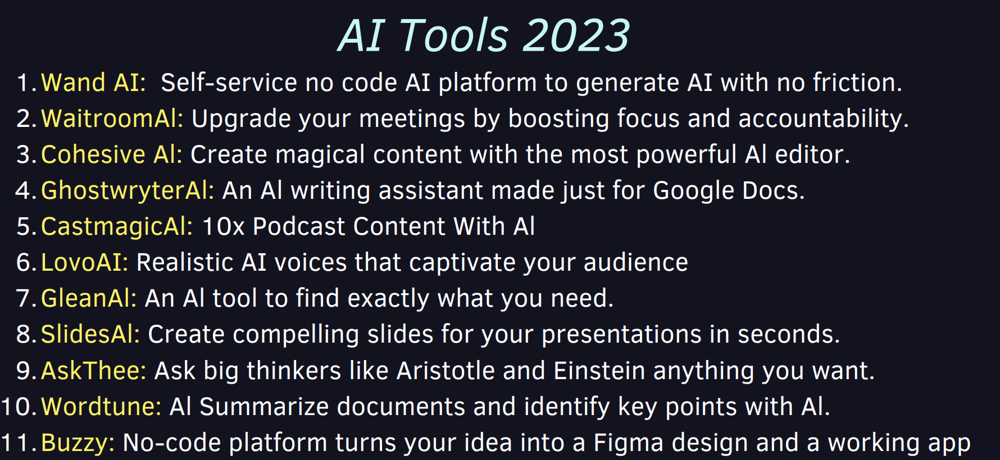 AI Tools 2023
1. Wand AI:  Self-service no code AI platform to generate AI with no friction.
2. WaitroomAl: Upgrade your meetings by boosting focus and accountability.
3. Cohesive Al: Create magical content with the most powerful Al editor.
4. GhostwryterAl: An Al writing assistant made just for Google Docs.
5. CastmagicAl: 10x Podcast Content With Al
6. LovoAI: Realistic AI voices that captivate your audience
7. GleanAl: An Al tool to find exactly what you need.
8. SlidesAl: Create compelling slides for your presentations in seconds.
9. AskThee: Ask big thinkers like Aristotle and Einstein anything you want.
10. Wordtune: Al Summarize documents and identify key points with Al.
11. Buzzy: No-code platform turns your idea into a Figma design and a working app